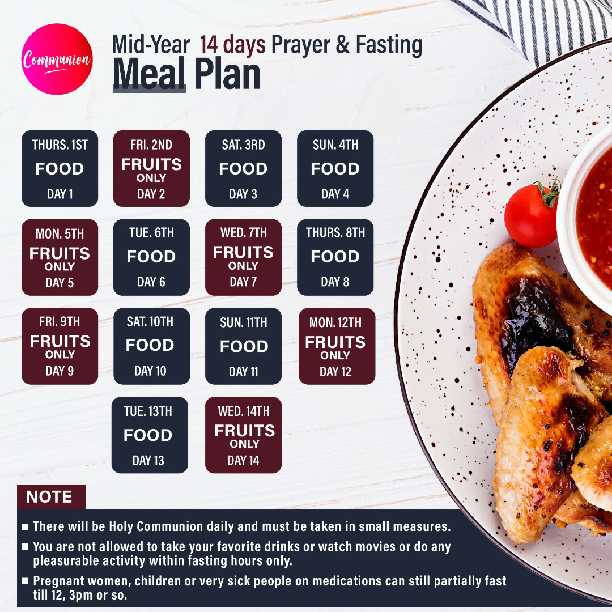 Communion
Mid-Year 14 days Prayer & Fasting
Meal Plan
THURS. 1ST
FOOD
DAY 1
FRI. 2ND
FRUITS
ONLY
DAY 2
SAT. 3RD
FOOD
DAY 3
SUN. 4TH
FOOD
DAY 4
MON. 5TH
FRUITS
ONLY
DAY 5
TUE. 6TH
FOOD
DAY 6
WED. 7TH
FRUITS
ONLY
DAY 7
THURS. 8TH
FOOD
DAY 8
FRI. 9TH
FRUITS
ONLY
DAY 9
SAT. 10TH
FOOD
DAY 10
SUN. 11TH
FOOD
DAY 11
MON. 12TH
FRUITS
ONLY
DAY 12
TUE. 13TH
FOOD
DAY 13
WED. 14TH
FRUITS
ONLY
DAY 14
NOTE
There will be Holy Communion daily and must be taken in small measures.
You are not allowed to take your favorite drinks or watch movies or do any
pleasurable activity within fasting hours only.
Pregnant women, children or very sick people on medications can still partially fast
till 12, 3pm or so.